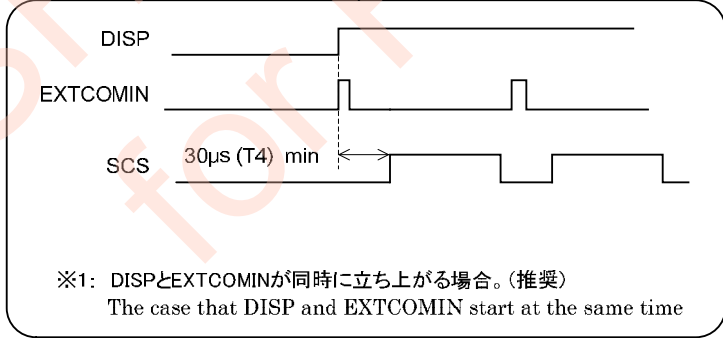 DISP
EXTCOMIN
SCS
30μs (T4) min
※1: DISPとEXTCOMINが同時に立ち上がる場合。(推奨)
The case that DISP and EXTCOMIN start at the same time